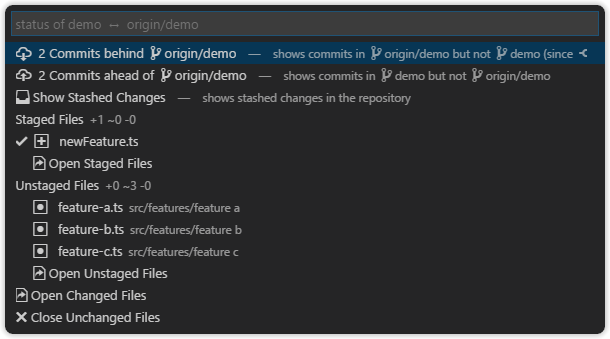 status of demo ↔ origin/demo
2 Commits behind origin/demo — shows commits in origin/demo but not demo (since
2 Commits ahead of origin/demo — shows commits in demo but not origin/demo
Show Stashed Changes — shows stashed changes in the repository
Staged Files +1 ~0 -0
newFeature.ts
Open Staged Files
Unstaged Files +0 ~3 -0
feature-a.ts src/features/feature a
feature-b.ts src/features/feature b
feature-c.ts src/features/feature c
Open Unstaged Files
Open Changed Files
Close Unchanged Files